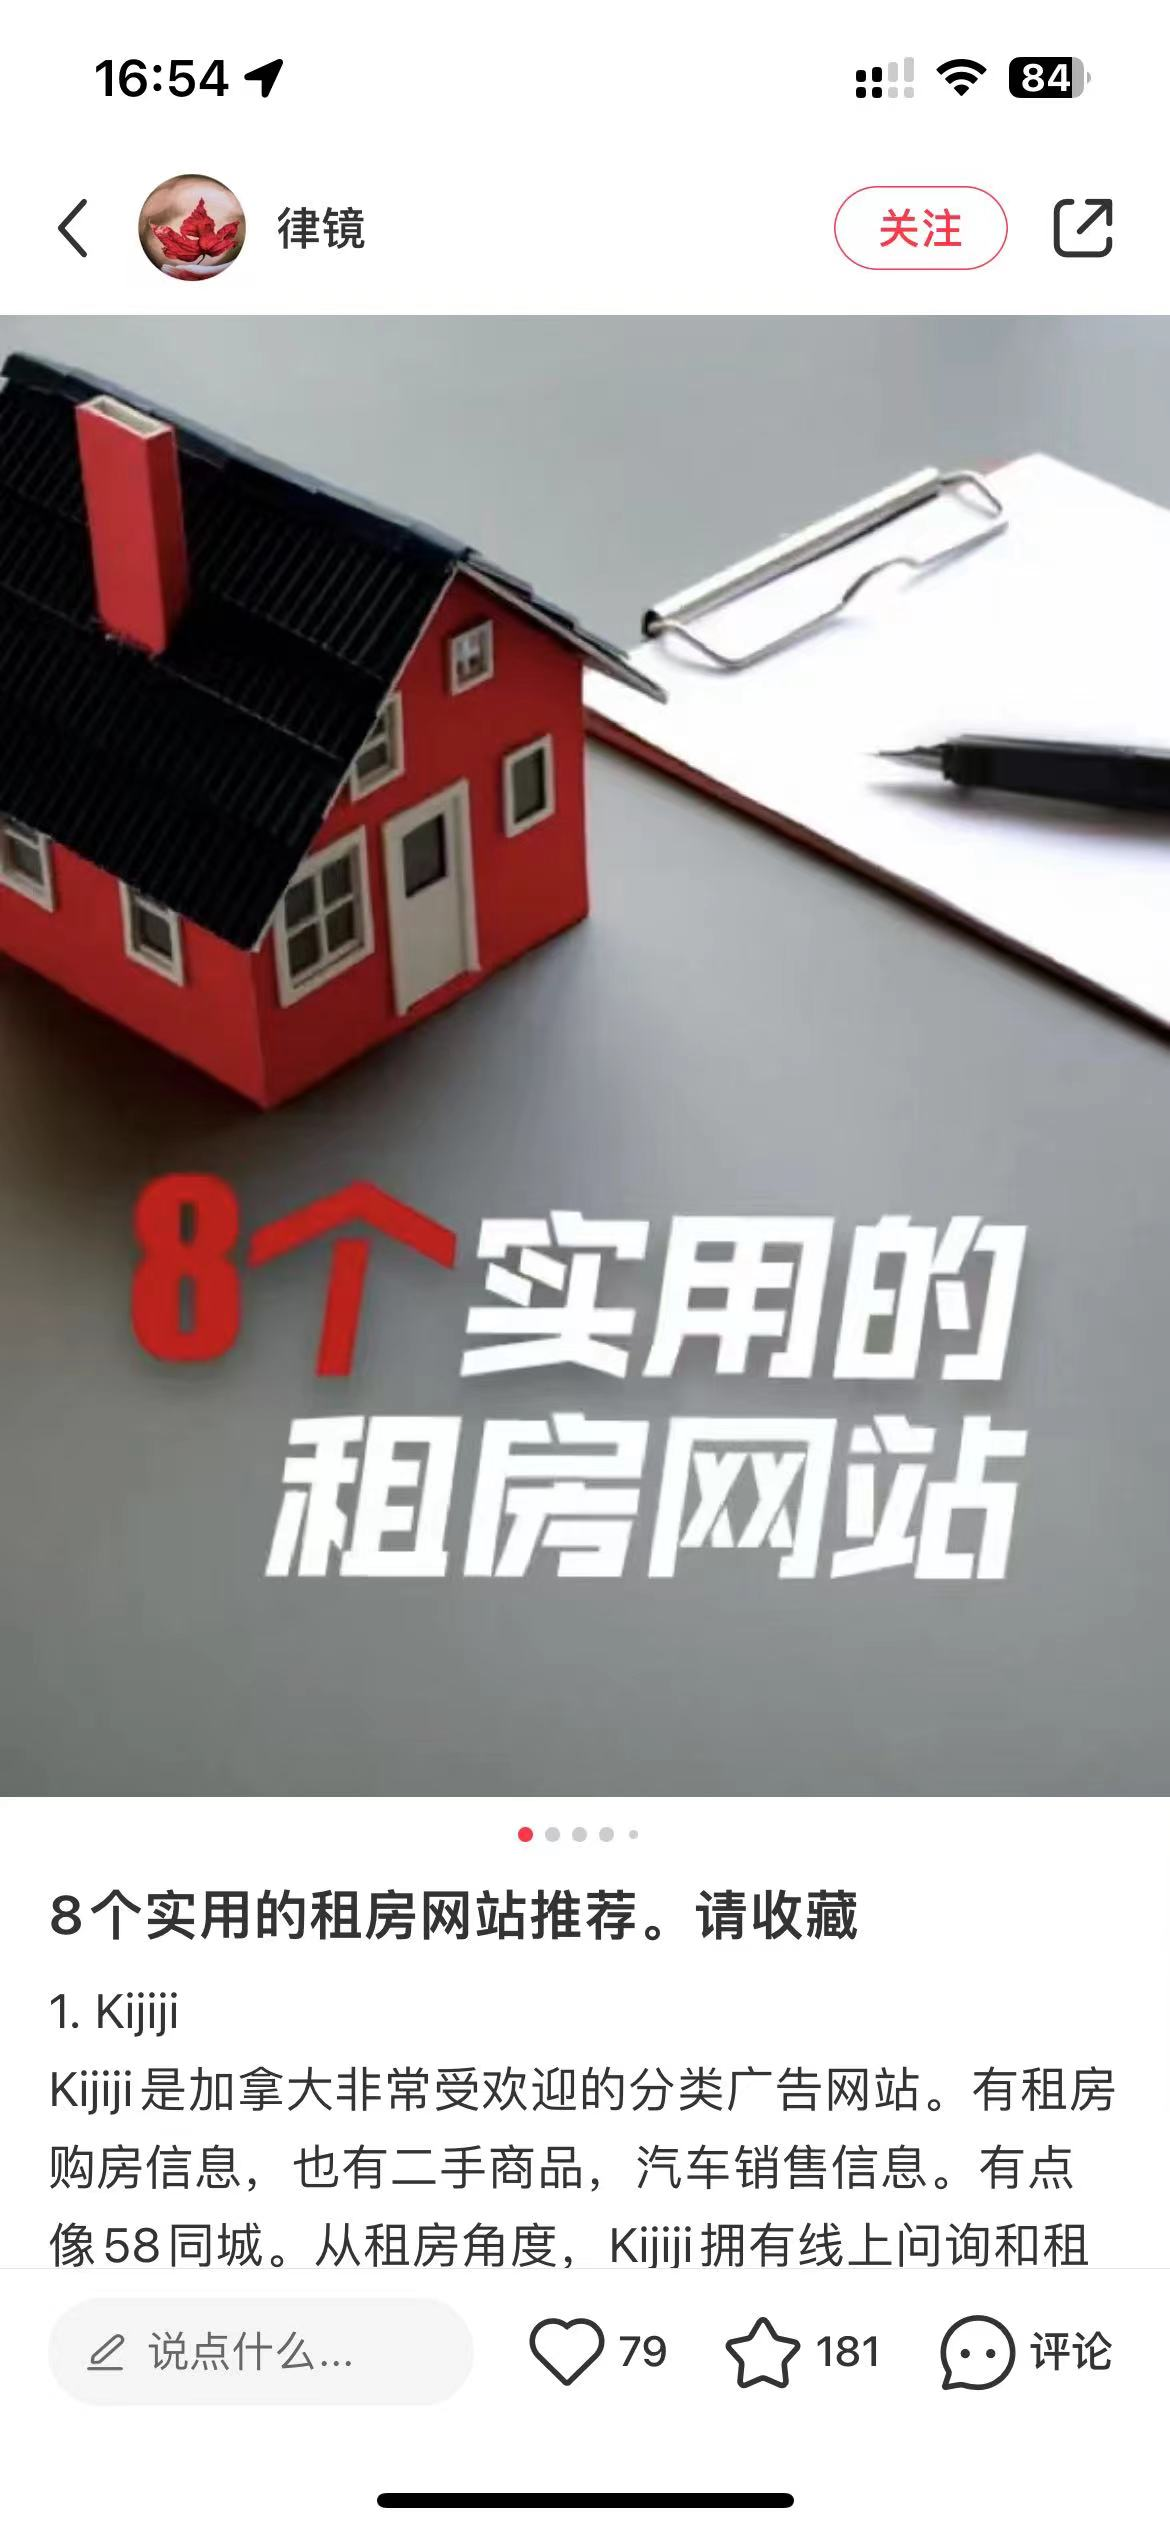 16:54
84
律镜
关注
8个实用的
租房网站
8个实用的租房网站推荐。请收藏
1. Kijiji
Kijiji是加拿大非常受欢迎的分类广告网站。有租房
购房信息，也有二手商品，汽车销售信息。有点
像58同城。从租房角度，Kijiji拥有线上问询和租
说点什么...
79
181
评论